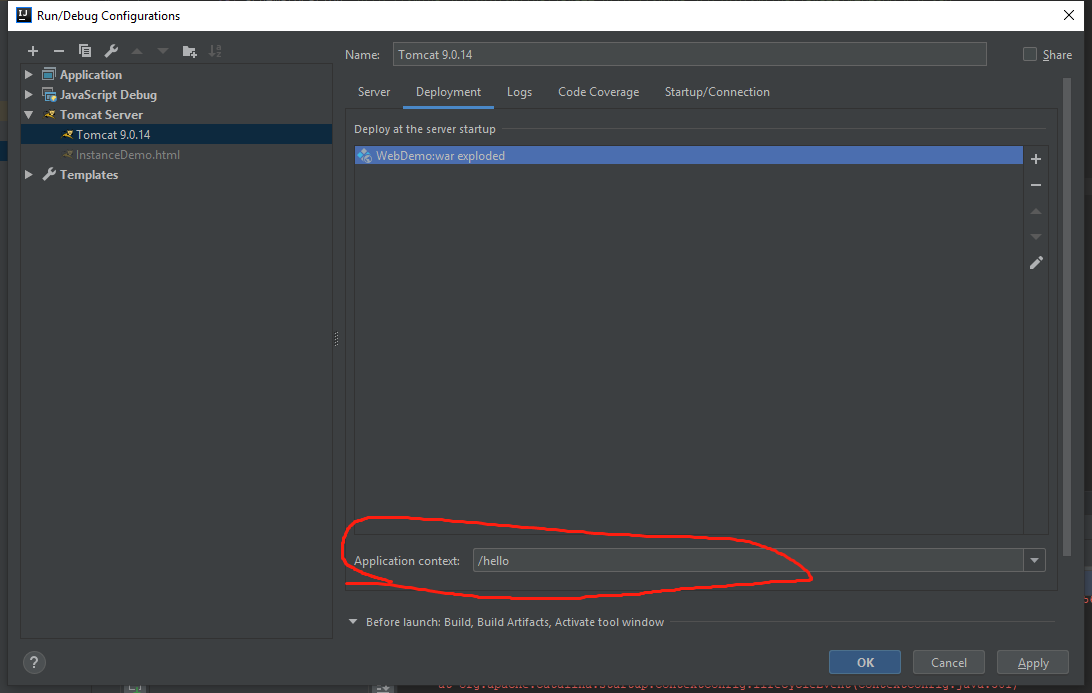 Run/Debug Configurations
Name: Tomcat 9.0.14 Share
Application
JavaScript Debug
Tomcat Server
Tomcat 9.0.14
InstanceDemo.html
Templates
Server Deployment Logs Code Coverage Startup/Connection
Deploy at the server startup
WebDemo:war exploded
Application context: /hello
Before launch: Build, Build Artifacts, Activate tool window
? OK Cancel Apply